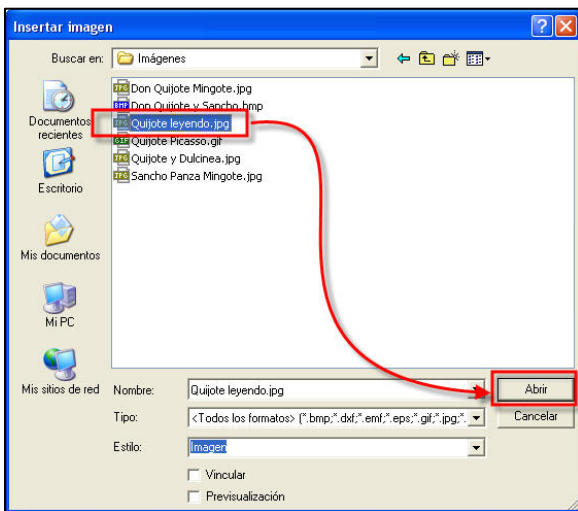 Insertar imagen
Buscar en: Imágenes
Don Quijote Mingote.jpg
Don Quijote y Sancho.bmp
Quijote leyendo.jpg
Quijote Picasso.gif
Quijote y Dulcinea.jpg
Sancho Panza Mingote.jpg
Documentos
recientes
Escritorio
Mis documentos
Mi PC
Mis sitios de red
Nombre: Quijote leyendo.jpg Abrir
Tipo: <Todos los formatos> (*.bmp;*.dxf;*.emf;*.eps;*.gif;*.jpg;*. Cancelar
Estilo: Imagen
Vincular
Previsualización